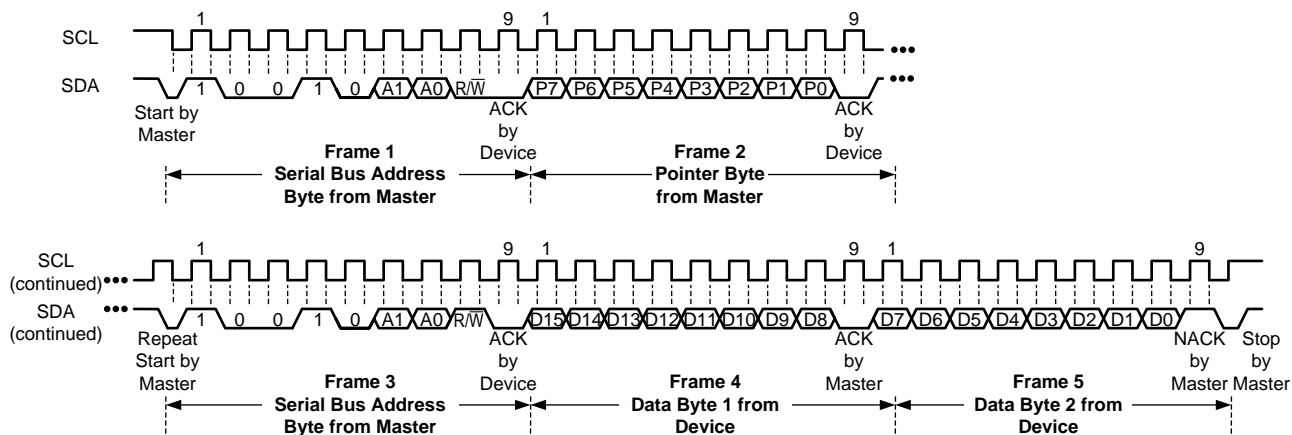 1 9 1 9
SCL
SDA
1 0 0 1 0 A1 A0 R/W̅ P7 P6 P5 P4 P3 P2 P1 P0
Start by Master
ACK by Device
ACK by Device
Frame 1
Serial Bus Address
Byte from Master
Frame 2
Pointer Byte
from Master
1 9 1 9 1 9
SCL
(continued)
SDA
(continued)
1 0 0 1 0 A1 A0 R/W̅ D15 D14 D13 D12 D11 D10 D9 D8 D7 D6 D5 D4 D3 D2 D1 D0
Repeat
Start by
Master
ACK
by
Device
ACK
by
Master
NACK
by
Master
Stop
by
Master
Frame 3
Serial Bus Address
Byte from Master
Frame 4
Data Byte 1 from
Device
Frame 5
Data Byte 2 from
Device